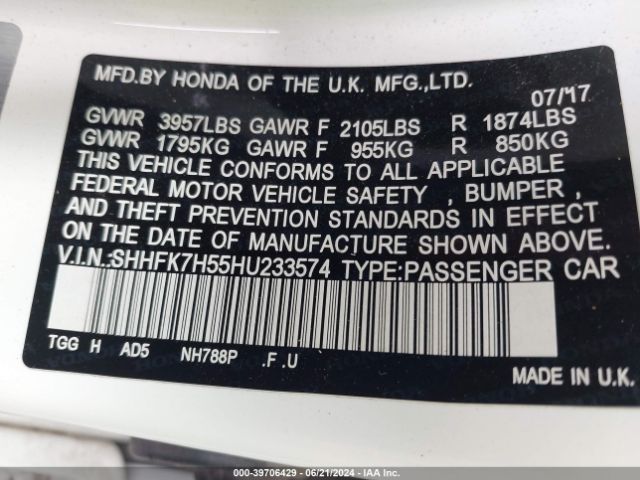 MFD.BY HONDA OF THE U.K. MFG.,LTD.
07/17
GVWR 3957LBS GAWR F 2105LBS R 1874LBS
GVWR 1795KG GAWR F 955KG R 850KG
THIS VEHICLE CONFORMS TO ALL APPLICABLE
FEDERAL MOTOR VEHICLE SAFETY , BUMPER ,
AND THEFT PREVENTION STANDARDS IN EFFECT
ON THE DATE OF MANUFACTURE SHOWN ABOVE.
V.I.N.:SHHFK7H55HU233574 TYPE:PASSENGER CAR
TGG H AD5 NH788P .F .U
MADE IN U.K.
000-39706429 - 06/21/2024 - IAAI.COM